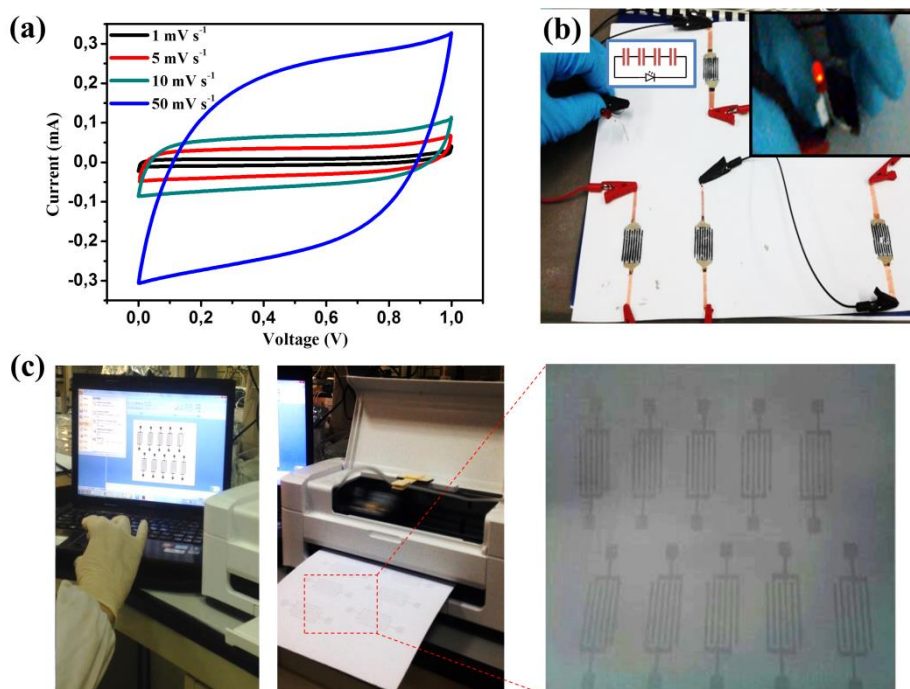 (a)
0,3
0,2
0,1
0,0
-0,1
-0,2
-0,3
Current (mA)
1 mV s⁻¹
5 mV s⁻¹
10 mV s⁻¹
50 mV s⁻¹
0,0 0,2 0,4 0,6 0,8 1,0
Voltage (V)
(b)
(c)